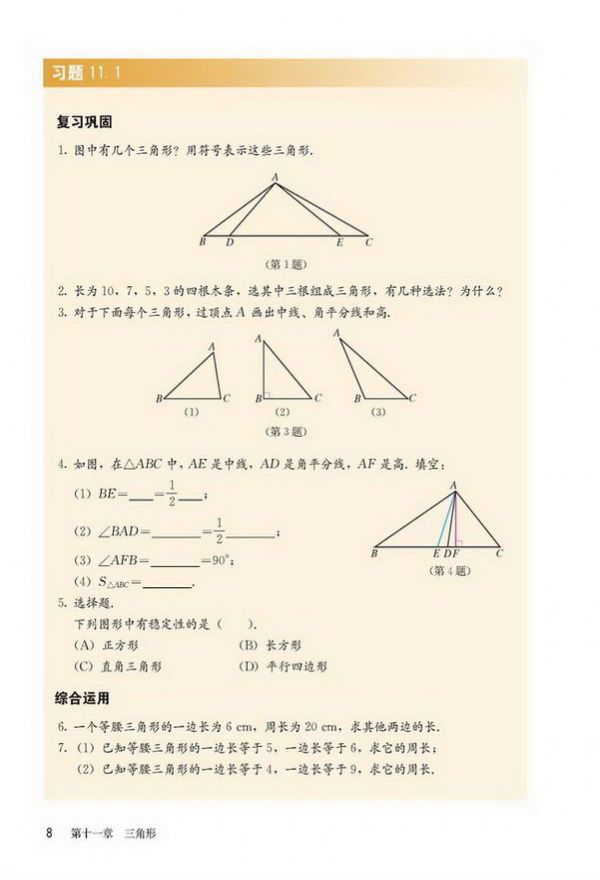 习题 11.1
复习巩固
1. 图中有几个三角形？用符号表示这些三角形.
A
B D E C
(第 1 题)
2. 长为 10，7，5，3 的四根木条，选其中三根组成三角形，有几种选法？为什么？
3. 对于下面每个三角形，过顶点 A 画出中线、角平分线和高.
A A A
B C B C B C
(1) (2) (3)
(第 3 题)
4. 如图，在△ABC 中，AE 是中线，AD 是角平分线，AF 是高. 填空：
(1) BE=___=1/2___；
(2) ∠BAD=______=1/2______；
(3) ∠AFB=______=90°；
(4) S△ABC=______.
A
B E D F C
(第 4 题)
5. 选择题.
下列图形中有稳定性的是（ ）.
(A) 正方形 (B) 长方形
(C) 直角三角形 (D) 平行四边形
综合运用
6. 一个等腰三角形的一边长为 6 cm，周长为 20 cm，求其他两边的长.
7. (1) 已知等腰三角形的一边长等于 5，一边长等于 6，求它的周长；
(2) 已知等腰三角形的一边长等于 4，一边长等于 9，求它的周长.
8 第十一章 三角形